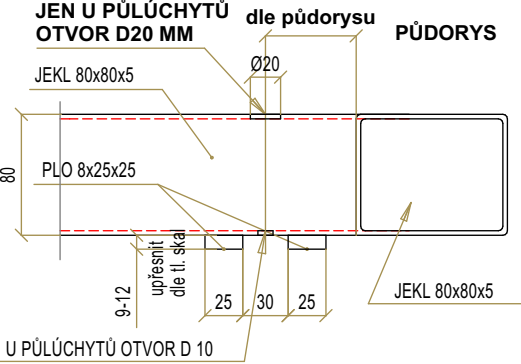 JEN U PŮLÚCHYTŮ
OTVOR D20 MM
dle půdorysu
PŮDORYS
Ø20
JEKL 80x80x5
80
PLO 8x25x25
upřesnit
dle tl. skal
9-12
25
30
25
JEKL 80x80x5
U PŮLÚCHYTŮ OTVOR D 10